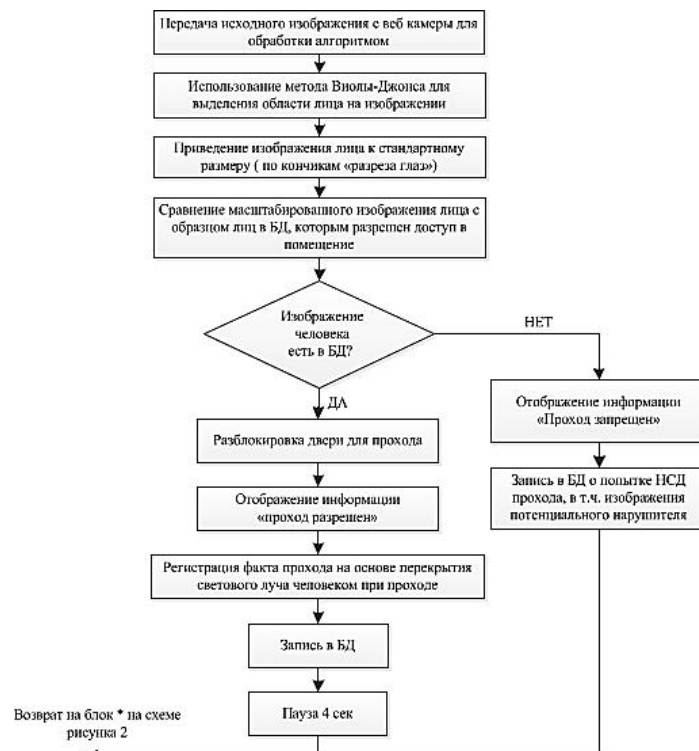 Передача исходного изображения с веб камеры для
обработки алгоритмом
Использование метода Виолы-Джонса для
выделения области лица на изображении
Приведение изображения лица к стандартному
размеру ( по кончикам «разреза глаз»)
Сравнение масштабированного изображения лица с
образцом лиц в БД, которым разрешен доступ в
помещение
Изображение
человека
есть в БД?
НЕТ
ДА
Отображение информации
«Проход запрещен»
Разблокировка двери для прохода
Запись в БД о попытке НСД
прохода, в т.ч. изображения
потенциального нарушителя
Отображение информации
«проход разрешен»
Регистрация факта прохода на основе перекрытия
светового луча человеком при проходе
Запись в БД
Пауза 4 сек
Возврат на блок * на схеме
рисунка 2